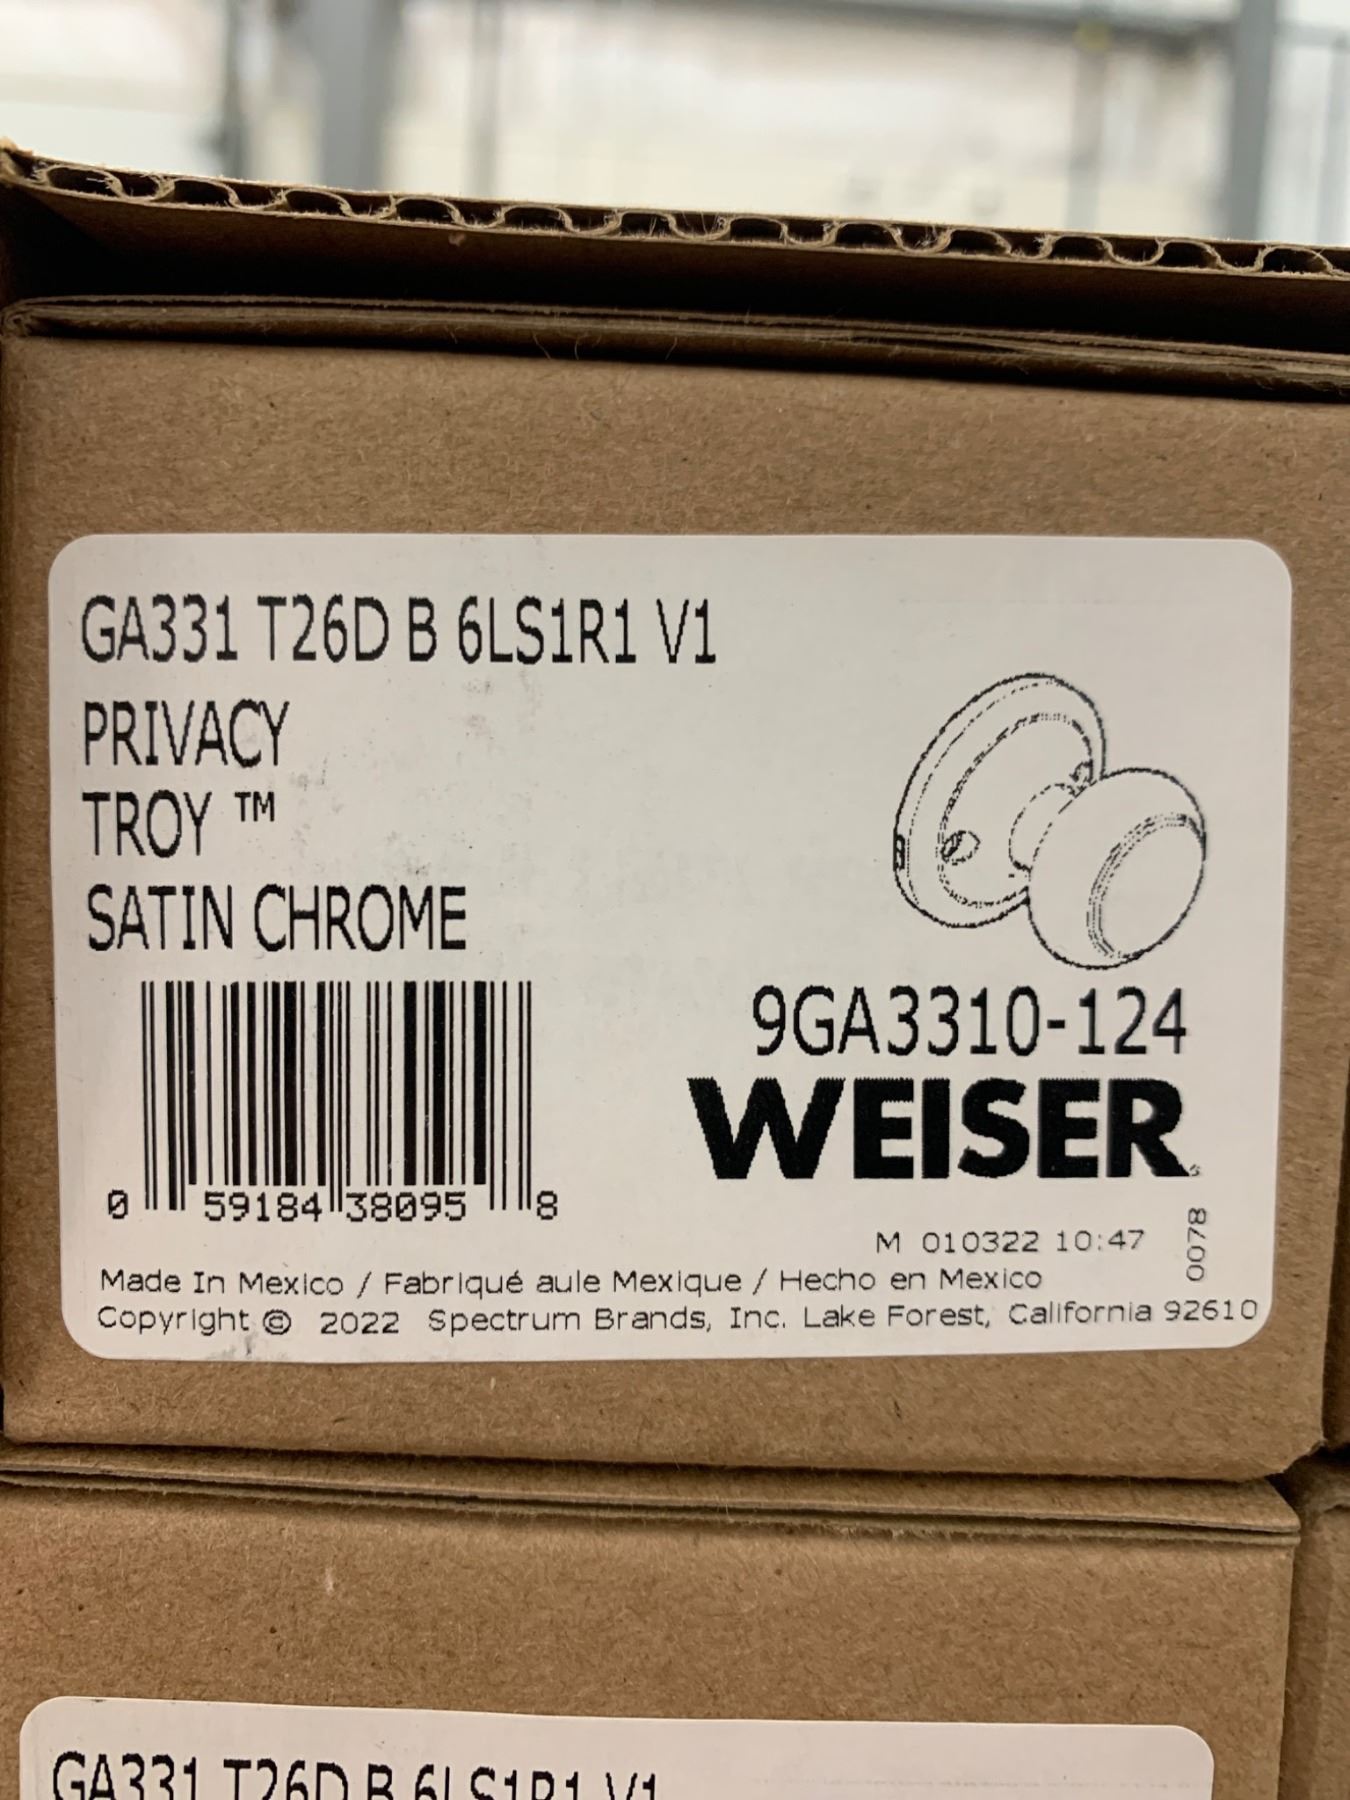 GA331 T26D B 6LS1R1 V1
PRIVACY
TROY ™
SATIN CHROME
0 59184 38095 8
9GA3310-124
WEISER
M 010322 10:47
0078
Made In Mexico / Fabriqué aule Mexique / Hecho en Mexico
Copyright © 2022 Spectrum Brands, Inc. Lake Forest, California 92610
GA331 T26D B 6LS1R1 V1